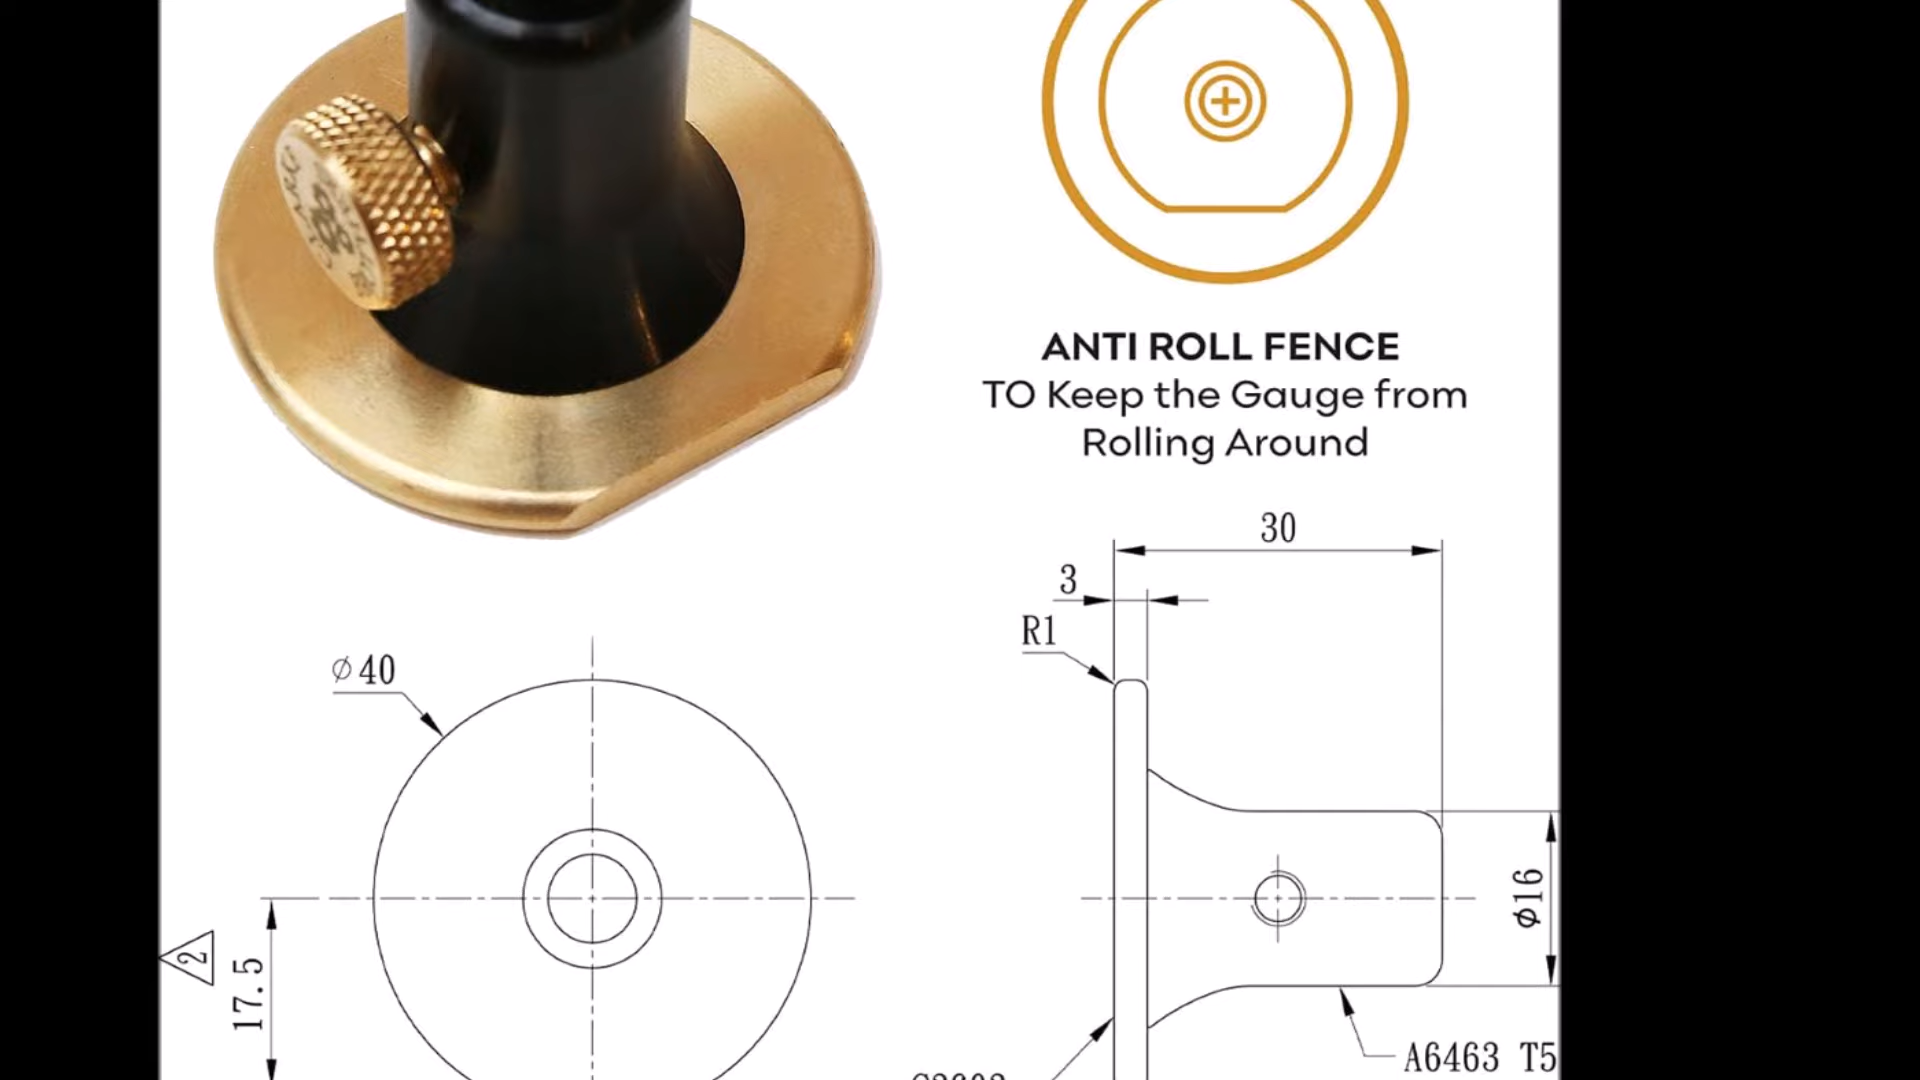 ANTI ROLL FENCE
TO Keep the Gauge from
Rolling Around
30
3
R1
⌀40
⌀16
2
17.5
A6463 T5